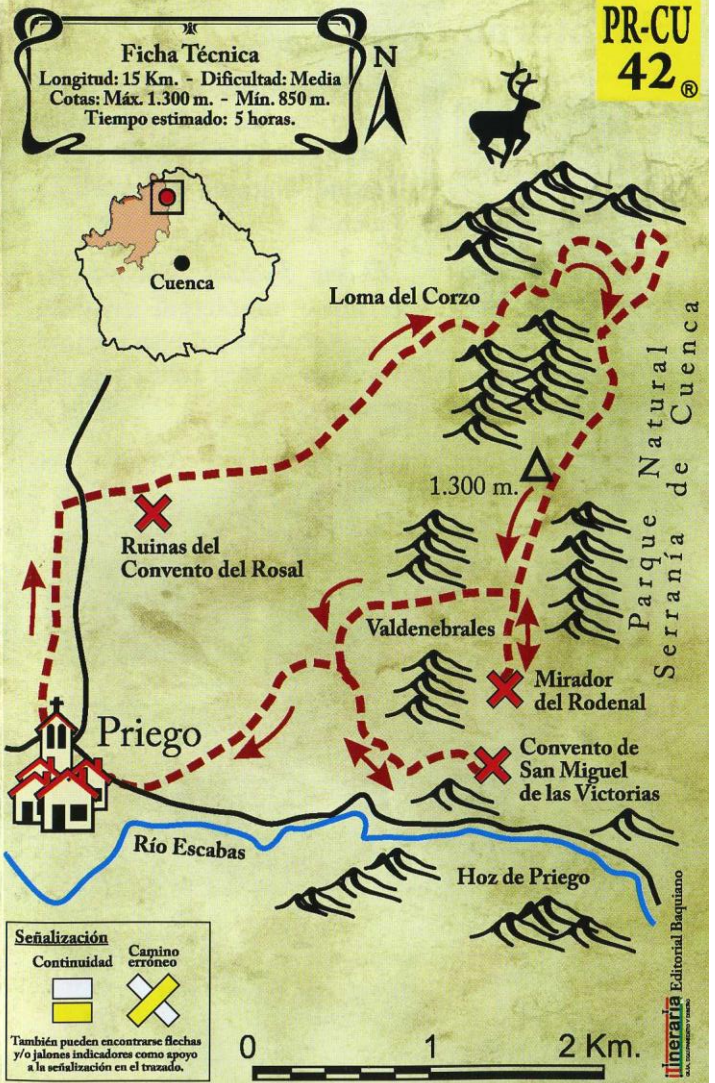 PR-CU
42®
Ficha Técnica
Longitud: 15 Km. - Dificultad: Media
Cotas: Máx. 1.300 m. - Mín. 850 m.
Tiempo estimado: 5 horas.
N
Cuenca
Loma del Corzo
Parque Natural
Serranía de Cuenca
1.300 m.
Ruinas del
Convento del Rosal
Valdenebrales
Mirador
del Rodenal
Priego
Convento de
San Miguel
de las Victorias
Río Escabas
Hoz de Priego
Señalización
Continuidad
Camino
erróneo
También pueden encontrarse flechas
y/o jalones indicadores como apoyo
a la señalización en el trazado.
0 1 2 Km.
Itineraria Editorial Baquiano